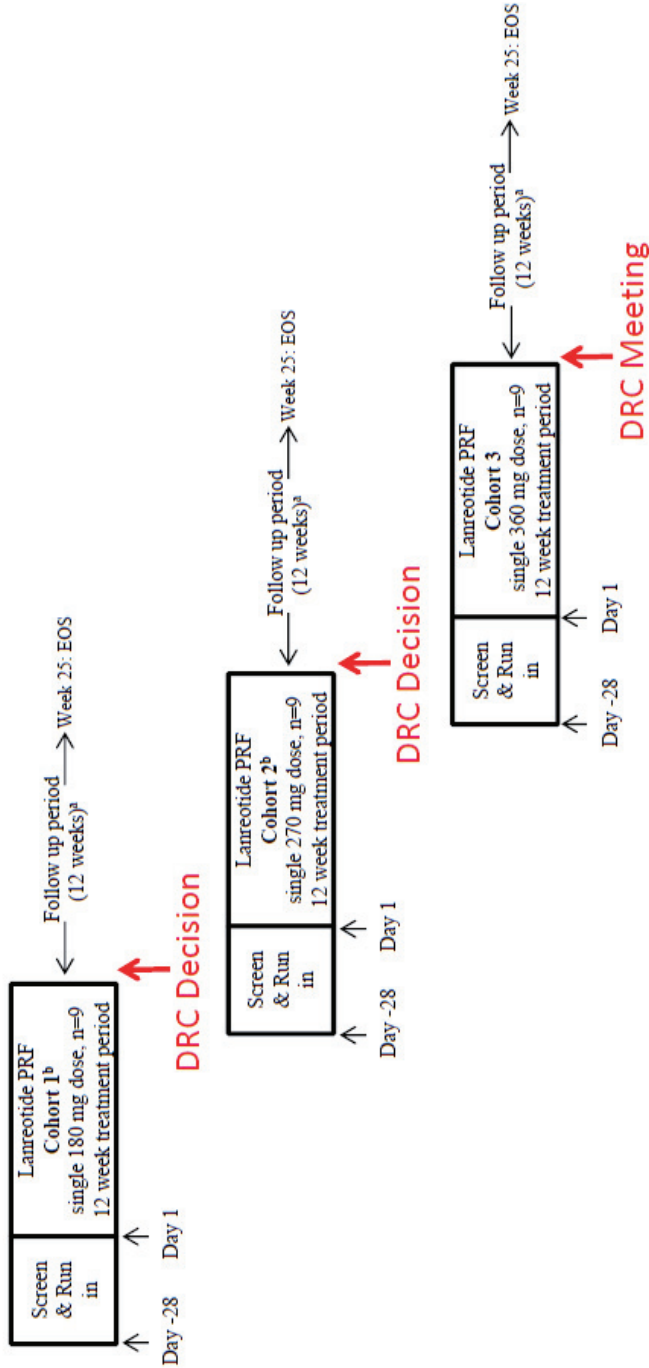 Screen
& Run
in
Lanreotide PRF
Cohort 1ᵇ
single 180 mg dose, n=9
12 week treatment period
Follow up period
(12 weeks)ᵃ
Week 25: EOS
Day -28
Day 1
DRC Decision
Screen
& Run
in
Lanreotide PRF
Cohort 2ᵇ
single 270 mg dose, n=9
12 week treatment period
Follow up period
(12 weeks)ᵃ
Week 25: EOS
Day -28
Day 1
DRC Decision
Screen
& Run
in
Lanreotide PRF
Cohort 3
single 360 mg dose, n=9
12 week treatment period
Follow up period
(12 weeks)ᵃ
Week 25: EOS
Day -28
Day 1
DRC Meeting